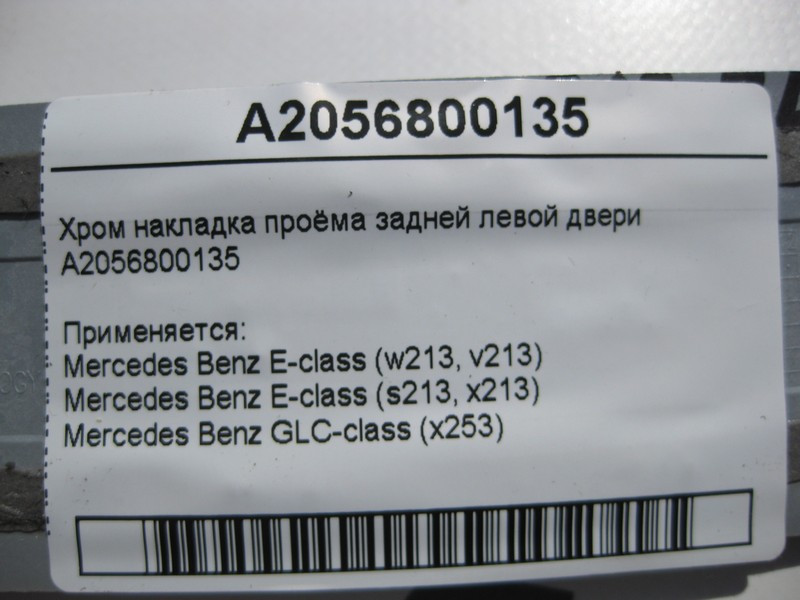 A2056800135
Хром накладка проёма задней левой двери
A2056800135
Применяется:
Mercedes Benz E-class (w213, v213)
Mercedes Benz E-class (s213, x213)
Mercedes Benz GLC-class (x253)